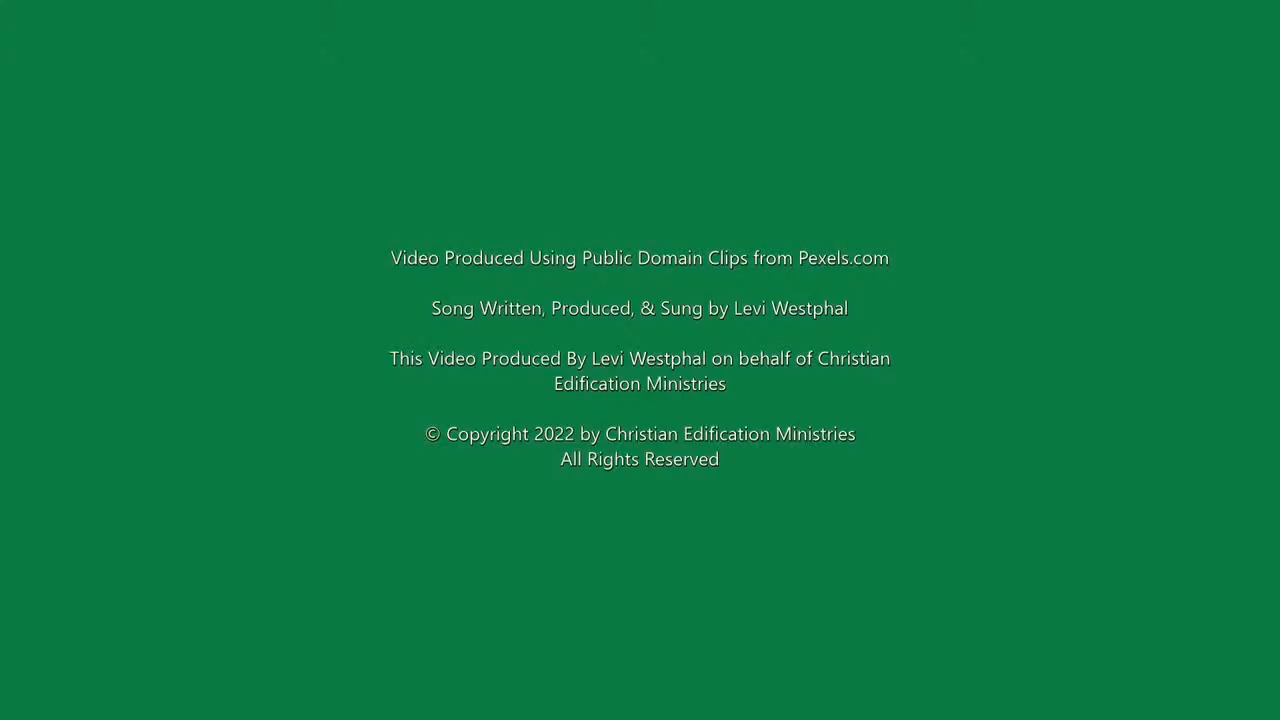 Video Produced Using Public Domain Clips from Pexels.com
Song Written, Produced, & Sung by Levi Westphal
This Video Produced By Levi Westphal on behalf of Christian
Edification Ministries
© Copyright 2022 by Christian Edification Ministries
All Rights Reserved